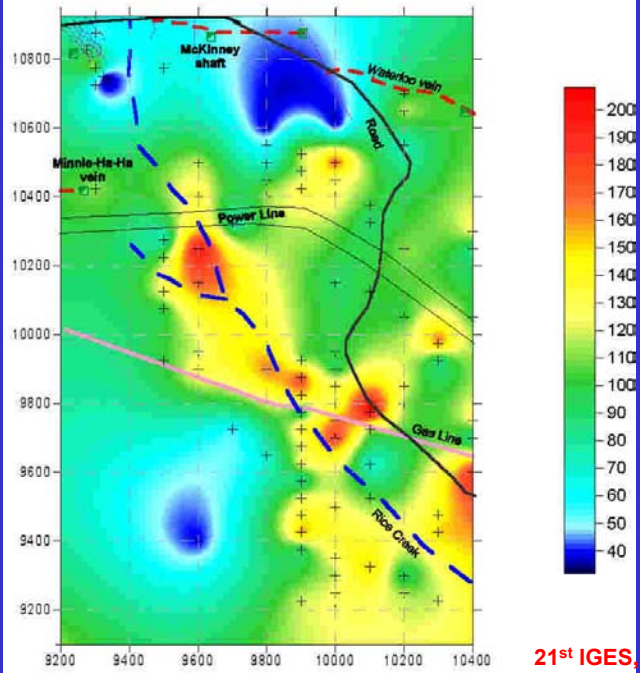 10800
10600
10400
10200
10000
9800
9600
9400
9200
McKinney
shaft
Waterloo vein
Road
Minnie-Ha-Ha
vein
Power Line
Gas Line
Rice Creek
9200 9400 9600 9800 10000 10200 10400
200
190
180
170
160
150
140
130
120
110
100
90
80
70
60
50
40
21st IGES,